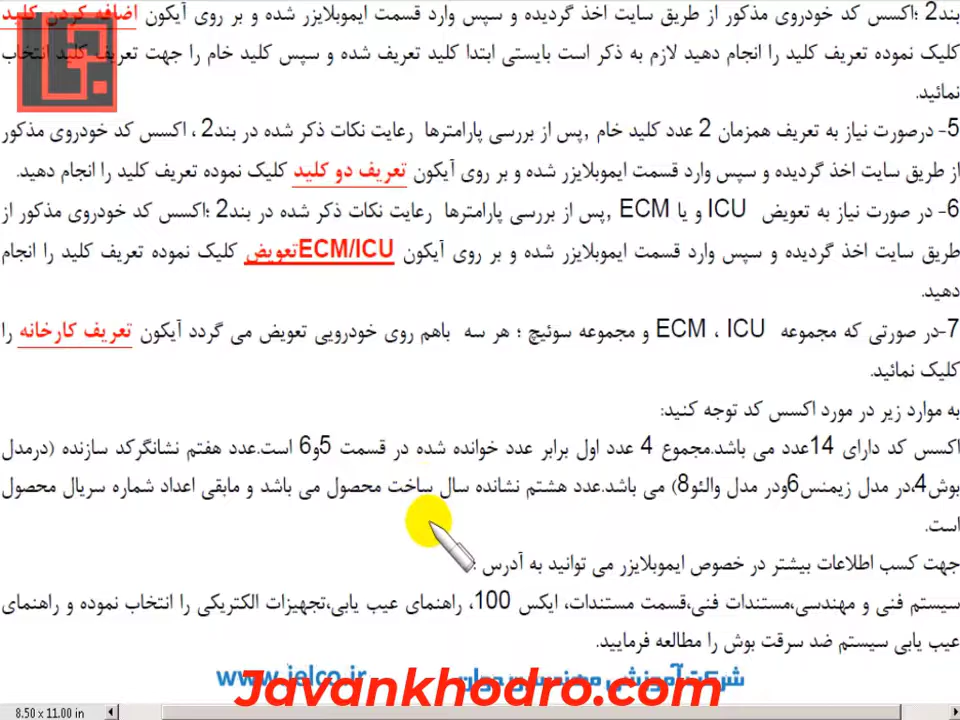 بند2 ؛اکسس کد خودروی مذکور از طریق سایت اخذ گردیده و سپس وارد قسمت ایموبلایزر شده و بر روی آیکون اضافه کردن کلید
کلیک نموده تعریف کلید را انجام دهید لازم به ذکر است بایستی ابتدا کلید تعریف شده و سپس کلید خام را جهت تعریف کلید انتخاب
نمائید.
5- درصورت نیاز به تعریف همزمان 2 عدد کلید خام ,پس از بررسی پارامترها رعایت نکات ذکر شده در بند2 ، اکسس کد خودروی مذکور
از طریق سایت اخذ گردیده و سپس وارد قسمت ایموبلایزر شده و بر روی آیکون تعریف دو کلید کلیک نموده تعریف کلید را انجام دهید.
6- در صورت نیاز به تعویض ICU و یا ECM ,پس از بررسی پارامترها رعایت نکات ذکر شده در بند2 ؛اکسس کد خودروی مذکور از
طریق سایت اخذ گردیده و سپس وارد قسمت ایموبلایزر شده و بر روی آیکون تعویضECM/ICU کلیک نموده تعریف کلید را انجام
دهید.
7-در صورتی که مجموعه ECM ، ICU و مجموعه سوئیچ ؛ هر سه باهم روی خودرویی تعویض می گردد آیکون تعریف کارخانه را
کلیک نمائید.
به موارد زیر در مورد اکسس کد توجه کنید:
اکسس کد دارای 14عدد می باشد.مجموع 4 عدد اول برابر عدد خوانده شده در قسمت 5و6 است.عدد هفتم نشانگرکد سازنده (درمدل
بوش4،در مدل زیمنس6ودر مدل والئو8) می باشد.عدد هشتم نشانده سال ساخت محصول می باشد و مابقی اعداد شماره سریال محصول
است.
جهت کسب اطلاعات بیشتر در خصوص ایموبلایزر می توانید به آدرس :
سیستم فنی و مهندسی،مستندات فنی،قسمت مستندات، ایکس 100، راهنمای عیب یابی،تجهیزات الکتریکی را انتخاب نموده و راهنمای
عیب یابی سیستم ضد سرقت بوش را مطالعه فرمایید.
شرکت آموزشی مهندسی جوان www.jelco.ir
Javankhodro.com
8.50 x 11.00 in